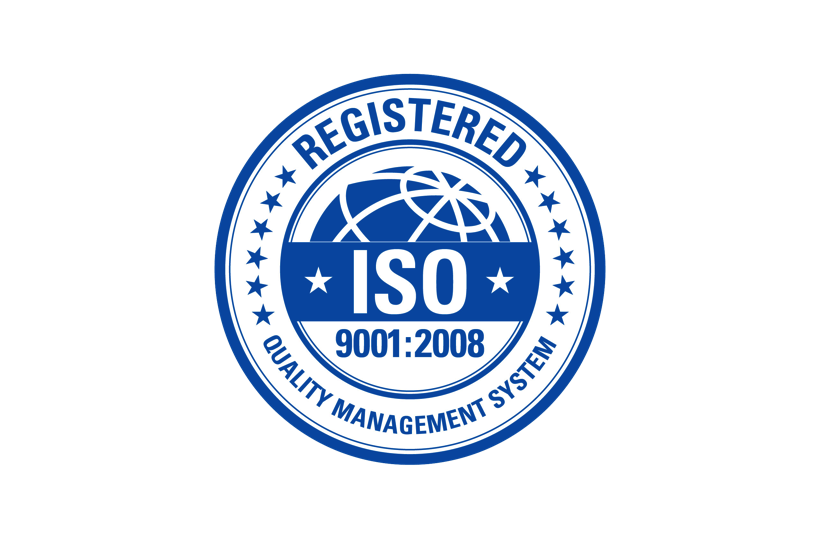 REGISTERED
ISO
9001:2008
QUALITY MANAGEMENT SYSTEM